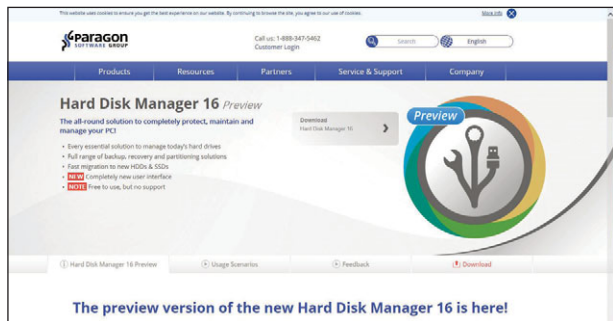 This website uses cookies to ensure you get the best experience on our website. By continuing to browse the site, you agree to our use of cookies.
More info
Paragon
SOFTWARE GROUP
Call us: 1-888-347-5462
Customer Login
Search
English
Products
Resources
Partners
Service & Support
Company
Hard Disk Manager 16 Preview
The all-round solution to completely protect, maintain and
manage your PC!
Every essential solution to manage today's hard drives
Full range of backup, recovery and partitioning solutions
Fast migration to new HDDs & SSDs
NEW Completely new user interface
NOTE Free to use, but no support
Download
Hard Disk Manager 16
Preview
Hard Disk Manager 16 Preview
Usage Scenarios
Feedback
Download
The preview version of the new Hard Disk Manager 16 is here!